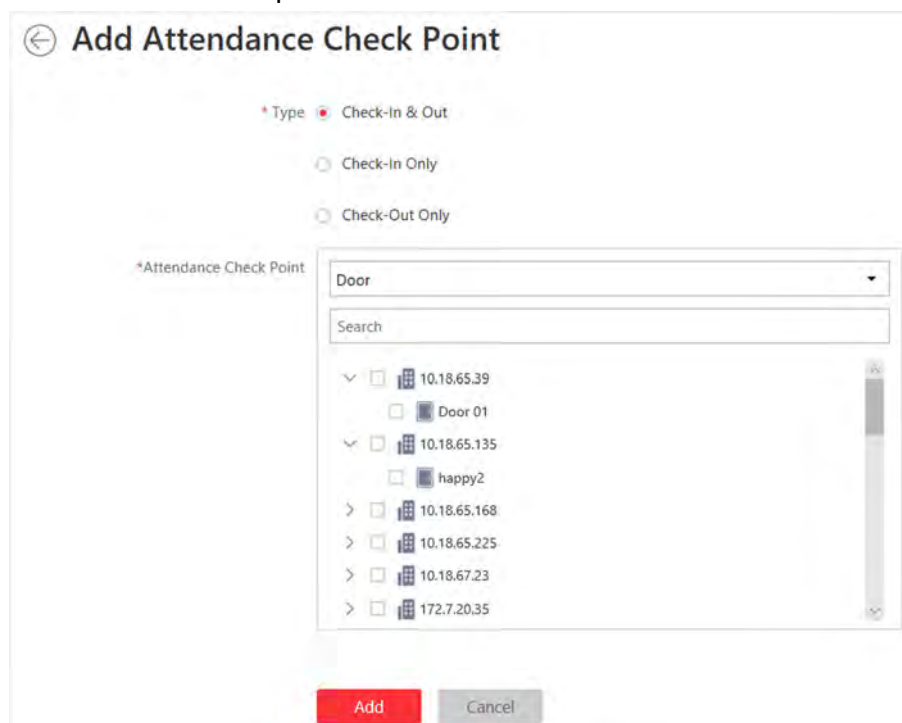 Add Attendance Check Point
* Type Check-In & Out
Check-In Only
Check-Out Only
*Attendance Check Point
Door
Search
10.18.65.39
Door 01
10.18.65.135
happy2
10.18.65.168
10.18.65.225
10.18.67.23
172.7.20.35
Add Cancel